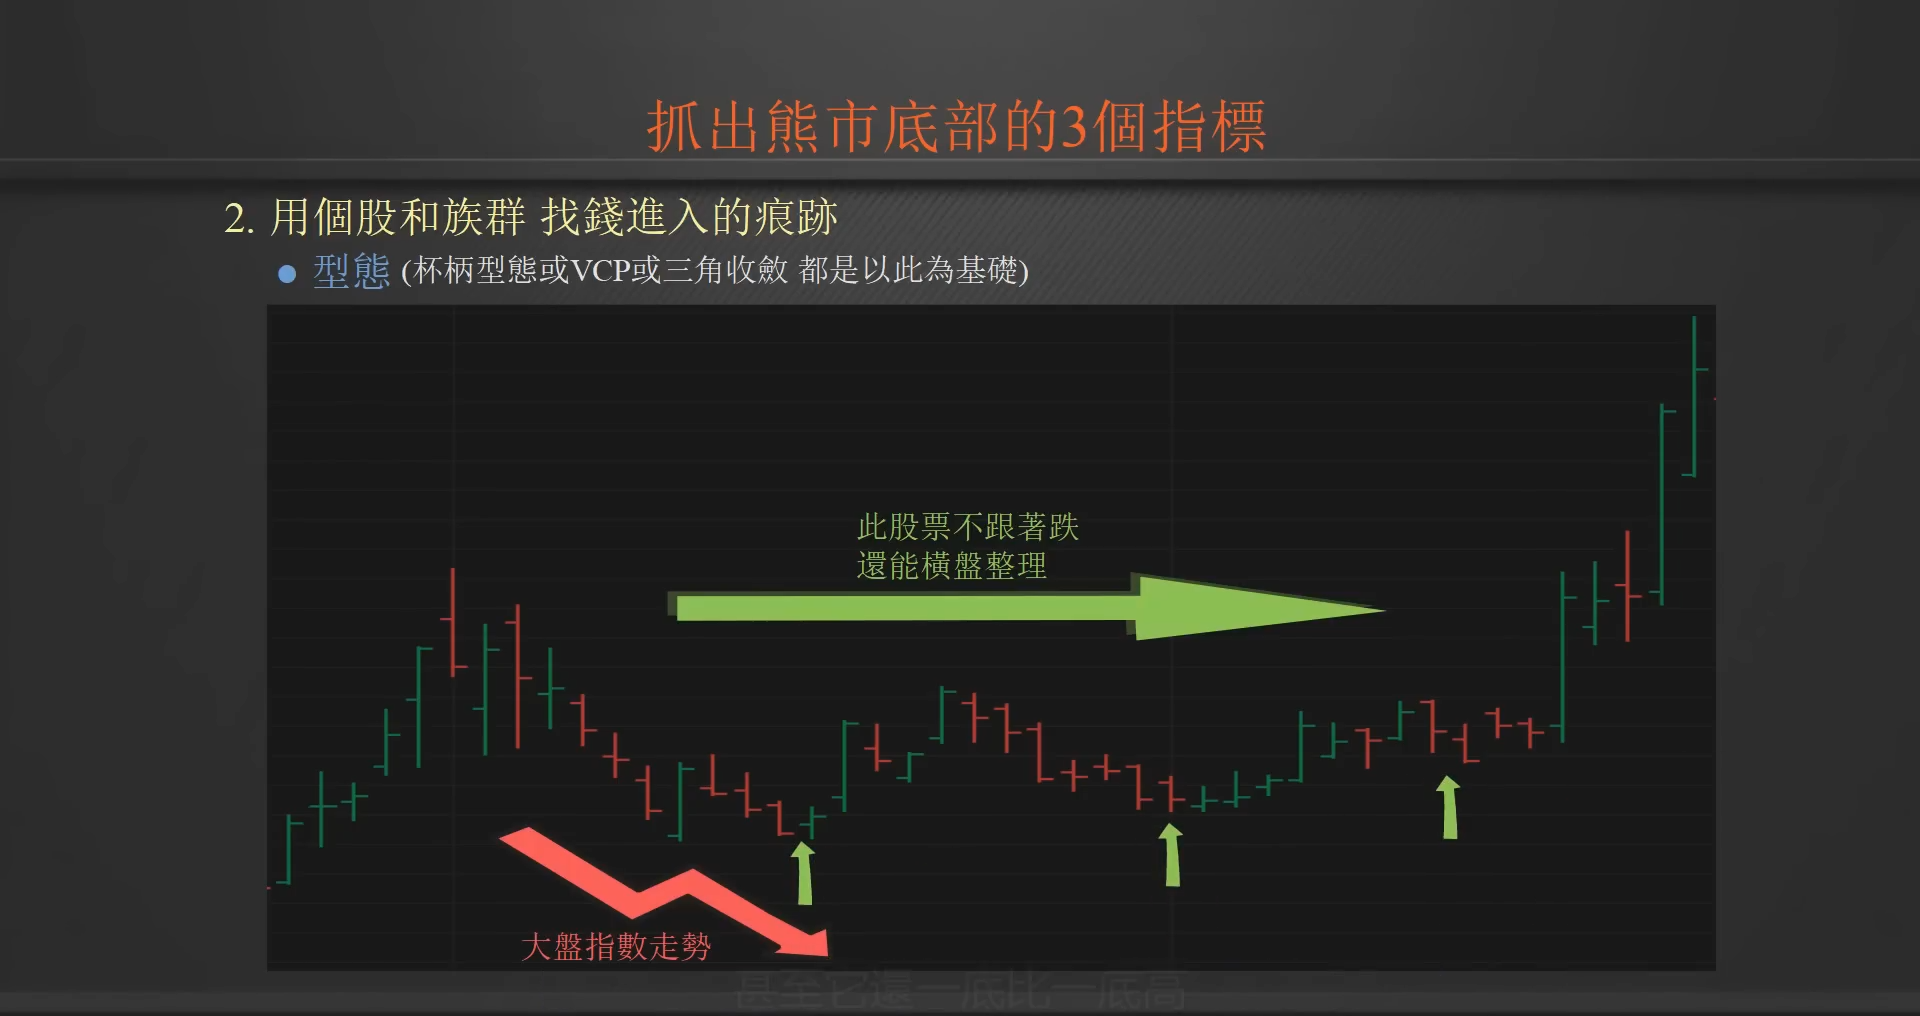 抓出熊市底部的3個指標
2. 用個股和族群 找錢進入的痕跡
● 型態 (杯柄型態或VCP或三角收斂 都是以此為基礎)
此股票不跟著跌
還能橫盤整理
大盤指數走勢
甚至它還一底比一底高